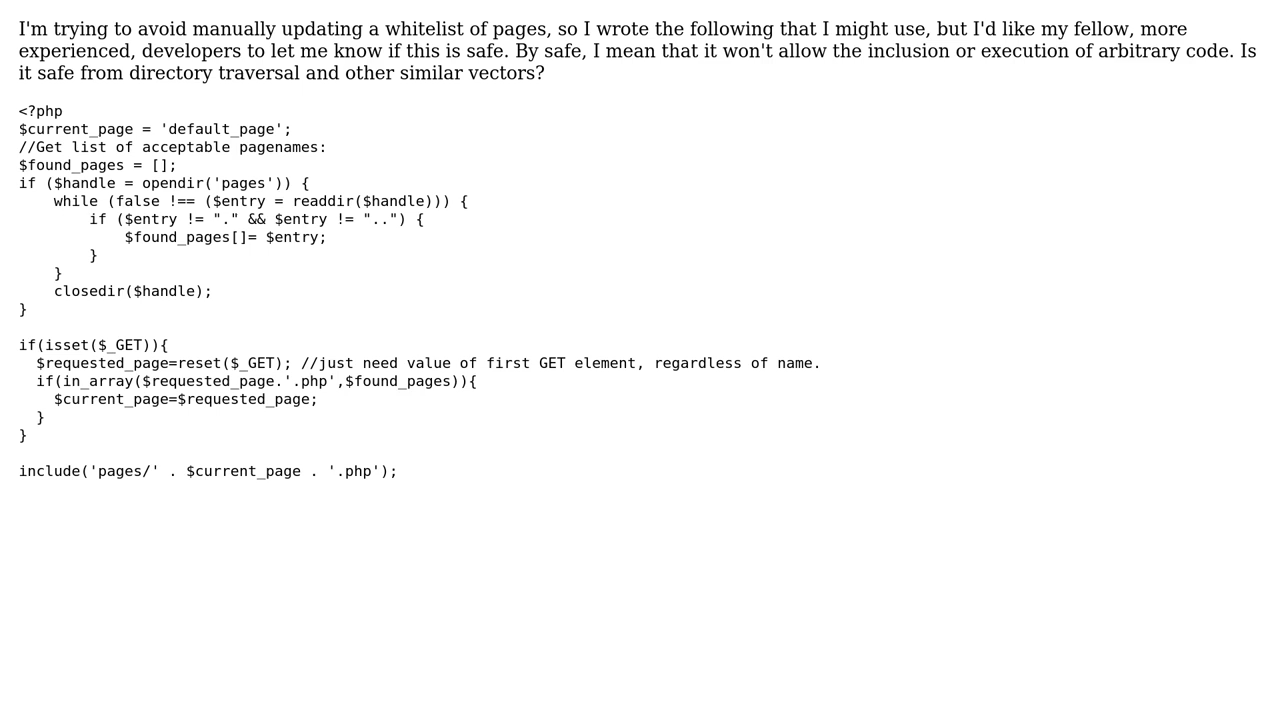 I'm trying to avoid manually updating a whitelist of pages, so I wrote the following that I might use, but I'd like my fellow, more
experienced, developers to let me know if this is safe. By safe, I mean that it won't allow the inclusion or execution of arbitrary code. Is
it safe from directory traversal and other similar vectors?
<?php
$current_page = 'default_page';
//Get list of acceptable pagenames:
$found_pages = [];
if ($handle = opendir('pages')) {
    while (false !== ($entry = readdir($handle))) {
        if ($entry != "." && $entry != "..") {
            $found_pages[]= $entry;
        }
    }
    closedir($handle);
}
if(isset($_GET)){
  $requested_page=reset($_GET); //just need value of first GET element, regardless of name.
  if(in_array($requested_page.'.php',$found_pages)){
    $current_page=$requested_page;
  }
}
include('pages/' . $current_page . '.php');